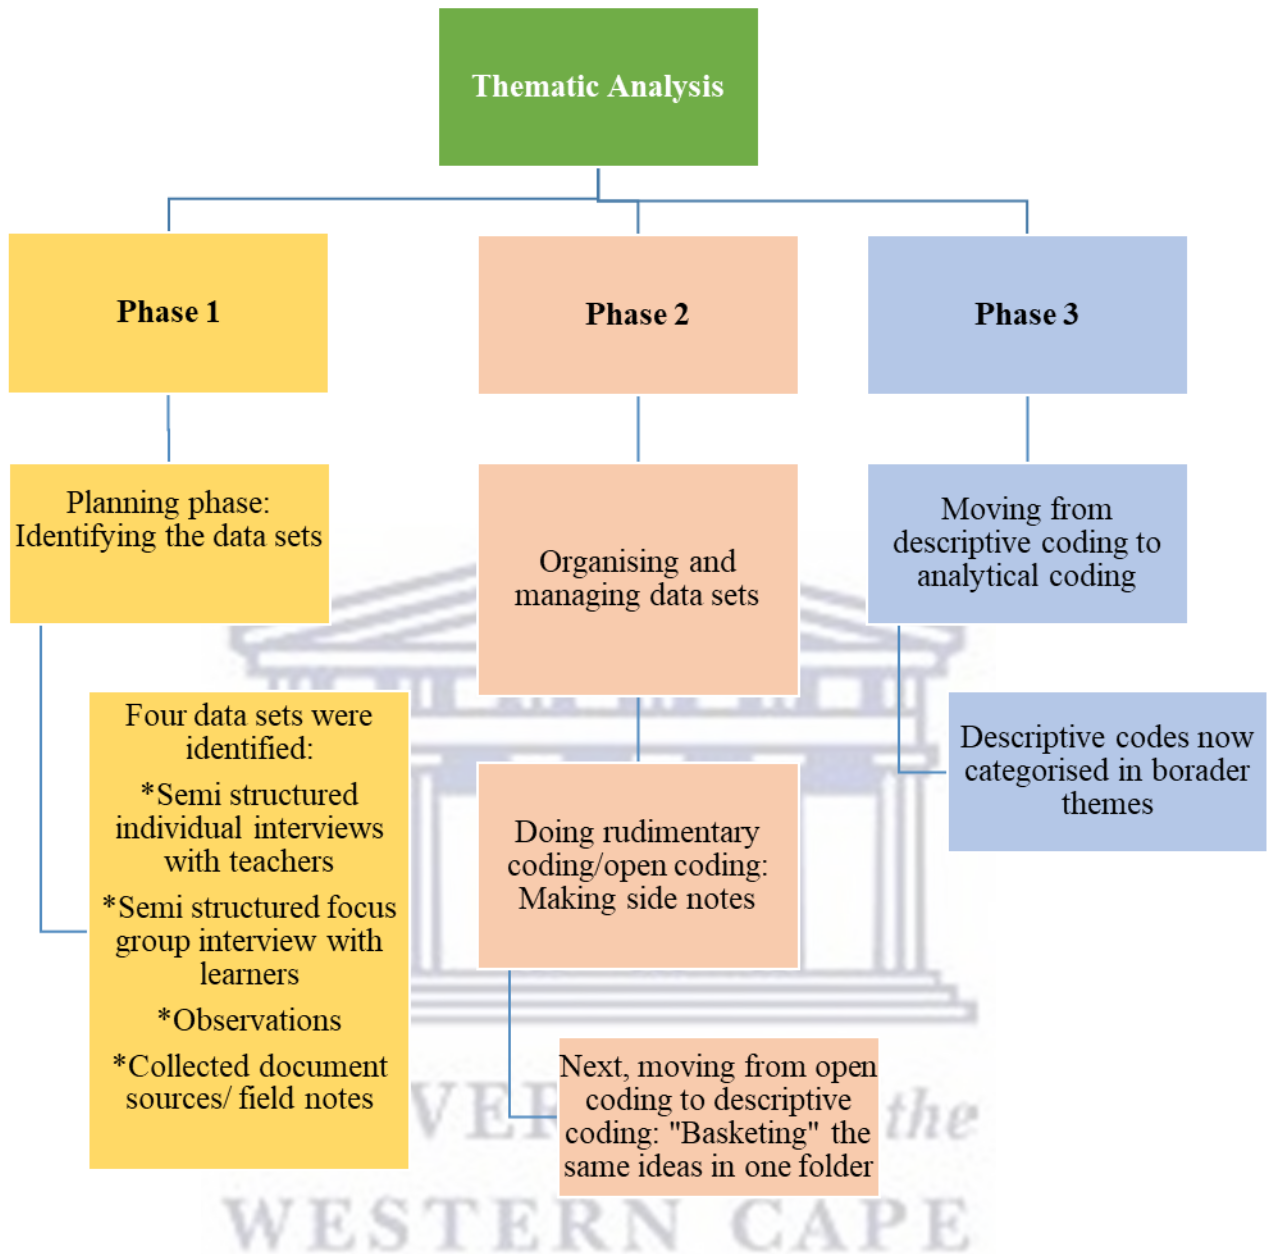 Thematic Analysis
Phase 1
Phase 2
Phase 3
Planning phase:
Identifying the data sets
Four data sets were
identified:
*Semi structured
individual interviews
with teachers
*Semi structured focus
group interview with
learners
*Observations
*Collected document
sources/ field notes
Organising and
managing data sets
Doing rudimentary
coding/open coding:
Making side notes
Next, moving from open
coding to descriptive
coding: "Basketing" the
same ideas in one folder
Moving from
descriptive coding to
analytical coding
Descriptive codes now
categorised in borader
themes
the
WESTERN CAPE